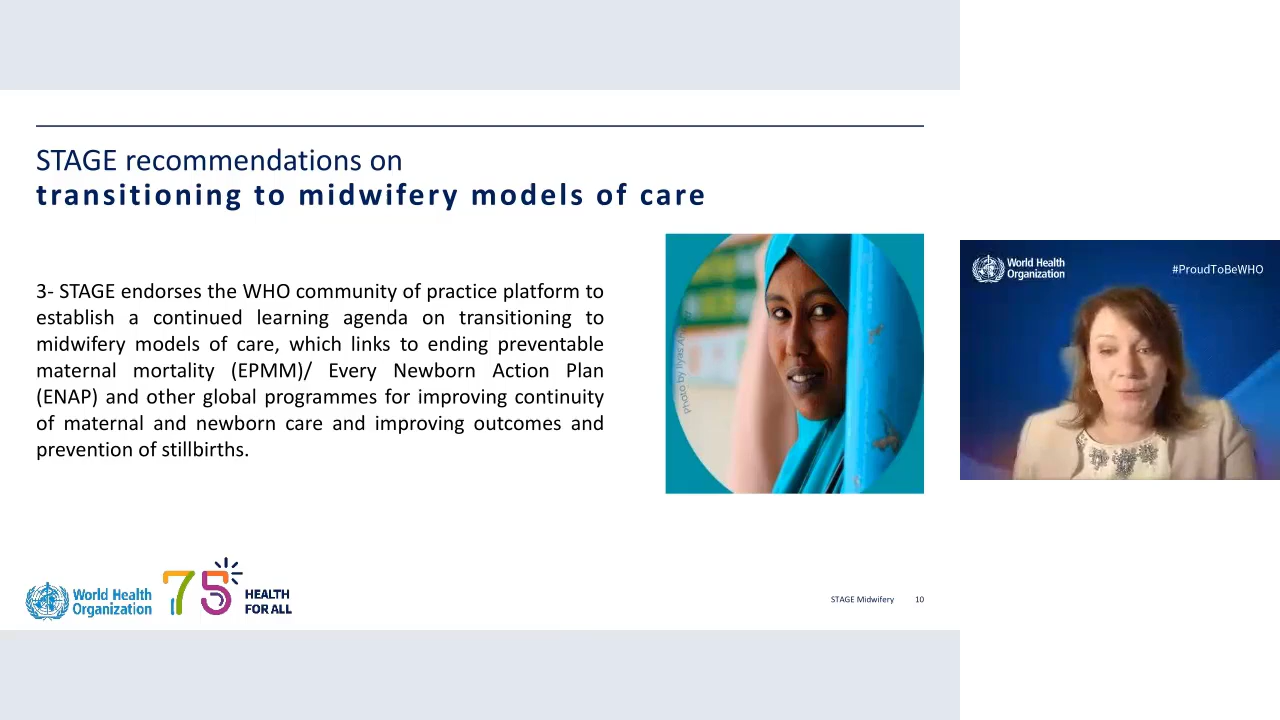 STAGE recommendations on
transitioning to midwifery models of care
3- STAGE endorses the WHO community of practice platform to
establish a continued learning agenda on transitioning to
midwifery models of care, which links to ending preventable
maternal mortality (EPMM)/ Every Newborn Action Plan
(ENAP) and other global programmes for improving continuity
of maternal and newborn care and improving outcomes and
prevention of stillbirths.
World Health
Organization
75
HEALTH
FOR ALL
STAGE Midwifery 10
World Health
Organization
#ProudToBeWHO